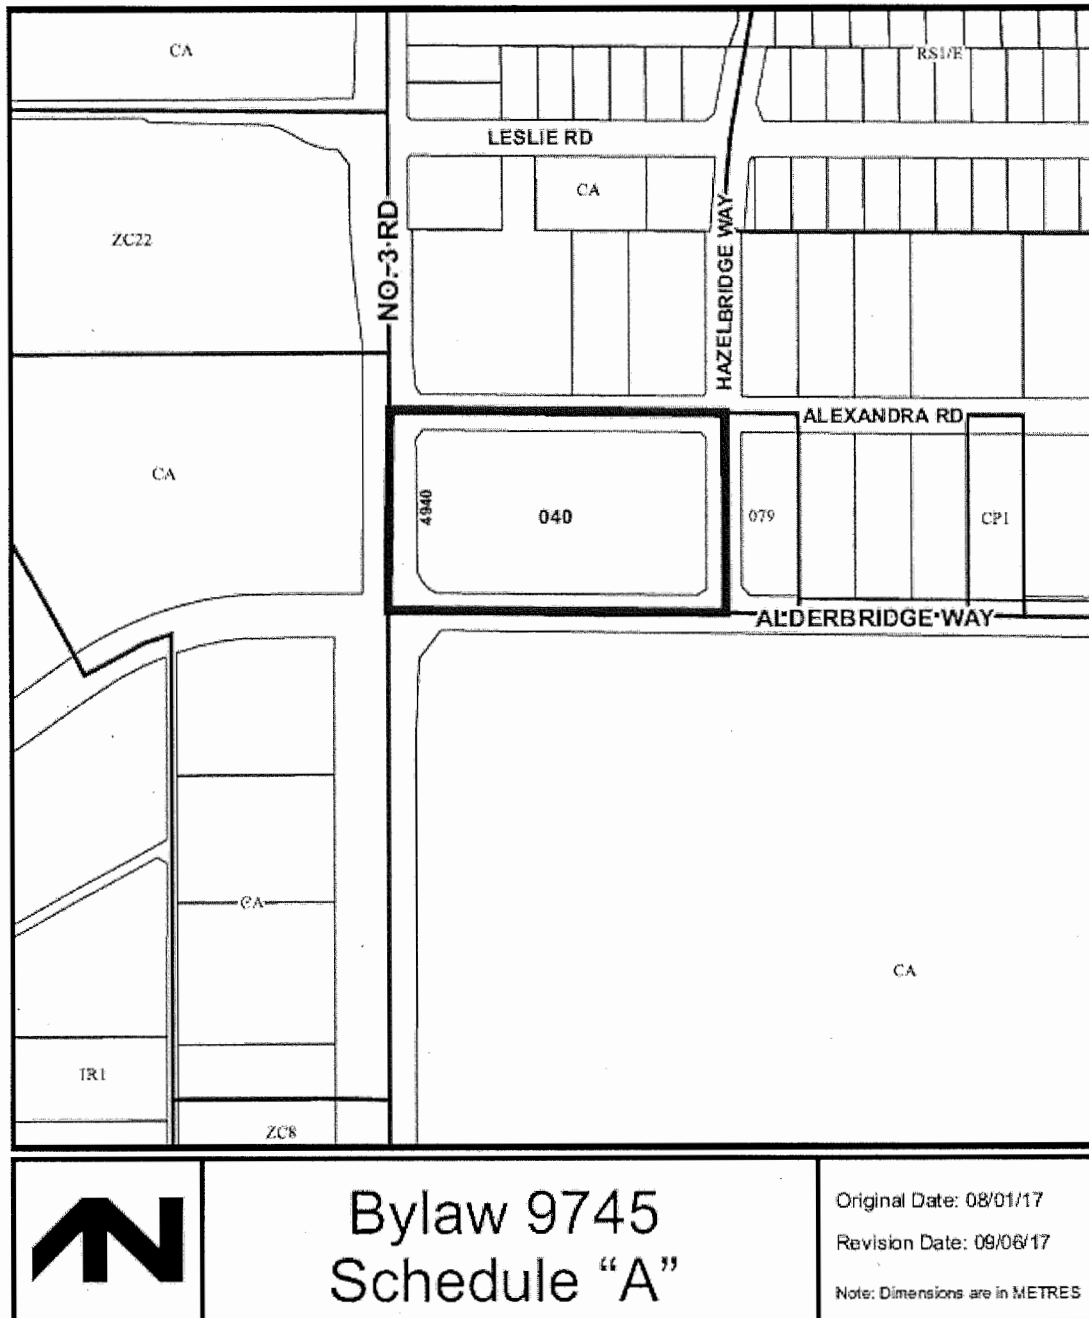 CA
RS1/E
LESLIE RD
CA
ZC22
NO. 3 RD
HAZELBRIDGE WAY
ALEXANDRA RD
CA
4940
040
079
CP1
ALDERBRIDGE WAY
CA
CA
IR1
ZC8
N
Bylaw 9745
Schedule “A”
Original Date: 08/01/17
Revision Date: 09/06/17
Note: Dimensions are in METRES